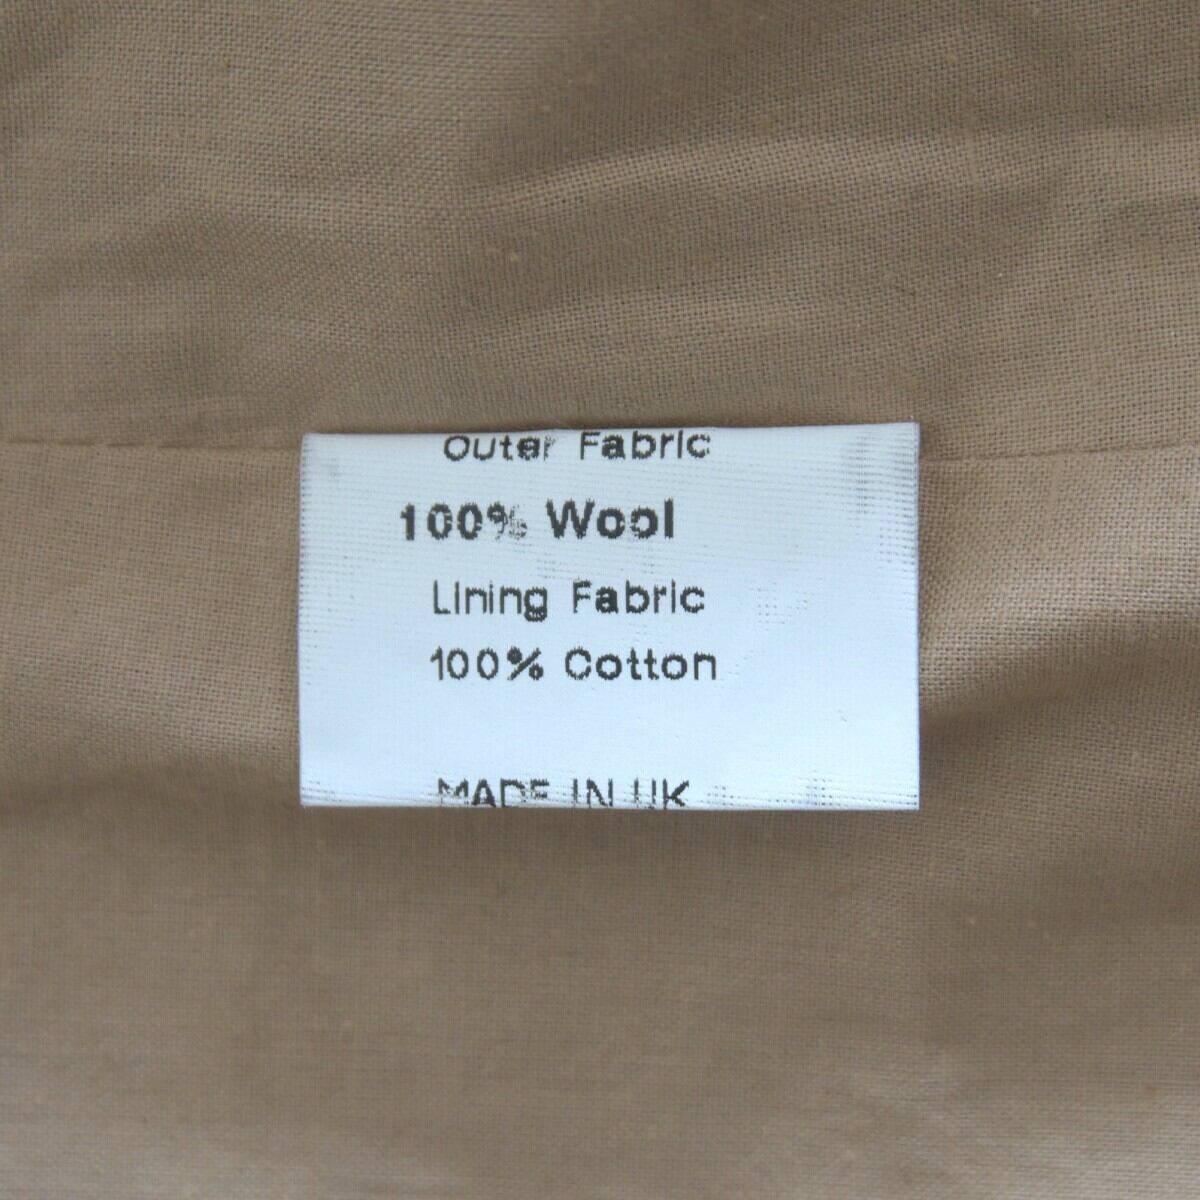 Outer Fabric
100% Wool
Lining Fabric
100% Cotton
MADE IN UK